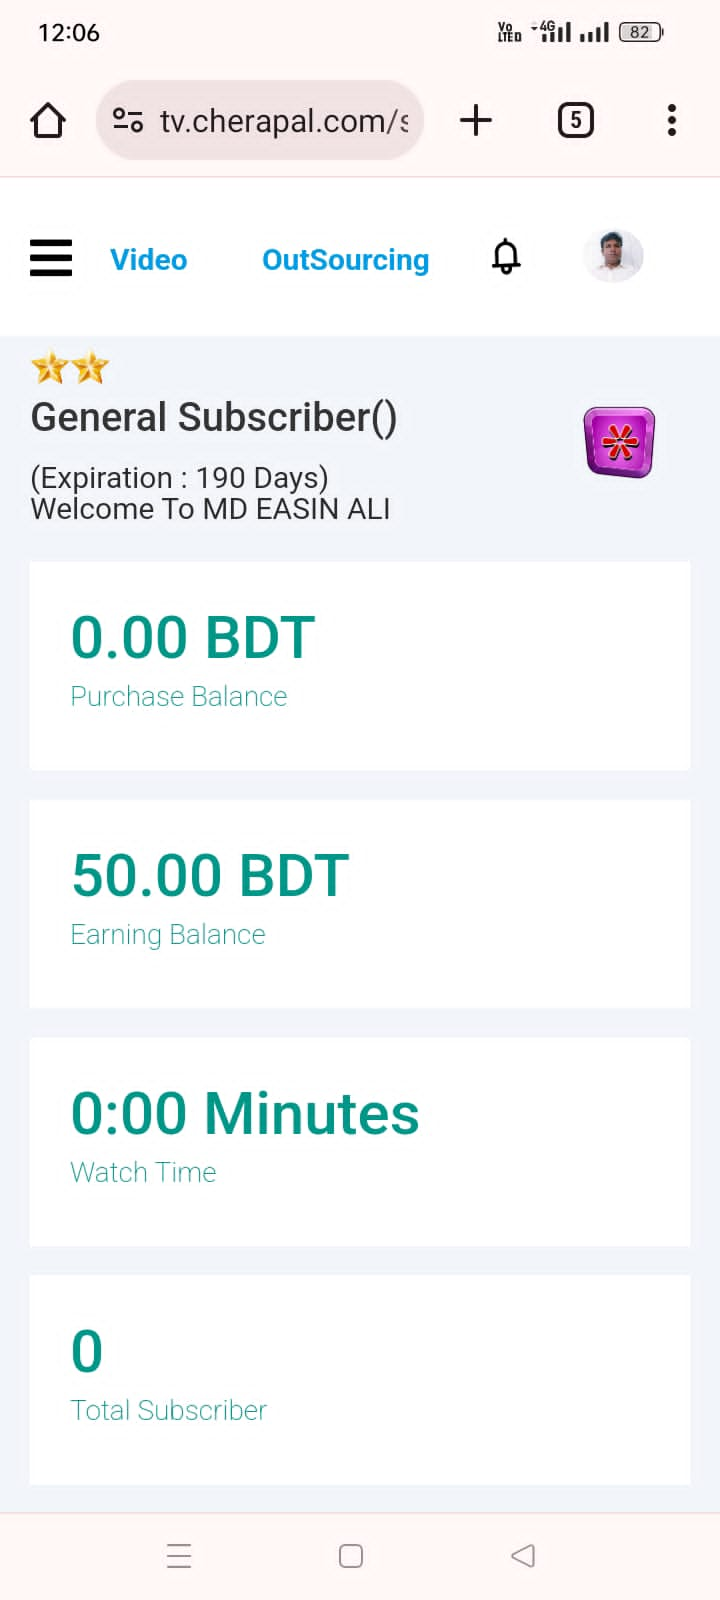 12:06
Vo
LTED
4G
82
tv.cherapal.com/s
5
Video
OutSourcing
General Subscriber()
(Expiration : 190 Days)
Welcome To MD EASIN ALI
0.00 BDT
Purchase Balance
50.00 BDT
Earning Balance
0:00 Minutes
Watch Time
0
Total Subscriber